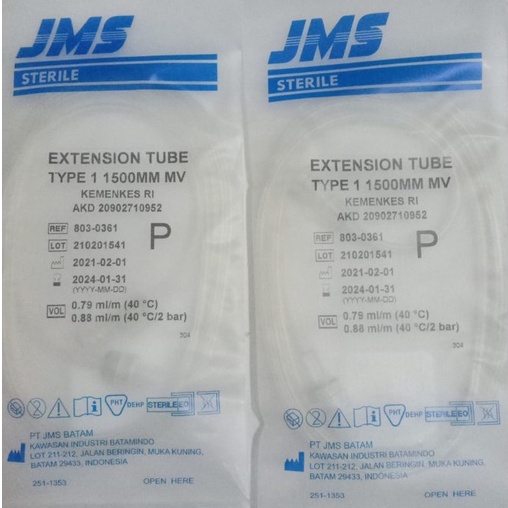 JMS
STERILE
EXTENSION TUBE
TYPE 1 1500MM MV
KEMENKES RI
AKD 20902710952
REF 803-0361
LOT 210201541
P
2021-02-01
2024-01-31
(YYYY-MM-DD)
VOL 0.79 ml/m (40 °C)
0.88 ml/m (40 °C/2 bar)
304
PHT DEHP STERILE EO
PT JMS BATAM
KAWASAN INDUSTRI BATAMINDO
LOT 211-212, JALAN BERINGIN, MUKA KUNING,
BATAM 29433, INDONESIA
251-1353 OPEN HERE
JMS
STERILE
EXTENSION TUBE
TYPE 1 1500MM MV
KEMENKES RI
AKD 20902710952
REF 803-0361
LOT 210201541
P
2021-02-01
2024-01-31
(YYYY-MM-DD)
VOL 0.79 ml/m (40 °C)
0.88 ml/m (40 °C/2 bar)
304
PHT DEHP STERILE EO
PT JMS BATAM
KAWASAN INDUSTRI BATAMINDO
LOT 211-212, JALAN BERINGIN, MUKA KUNING,
BATAM 29433, INDONESIA
251-1353 OPEN HERE